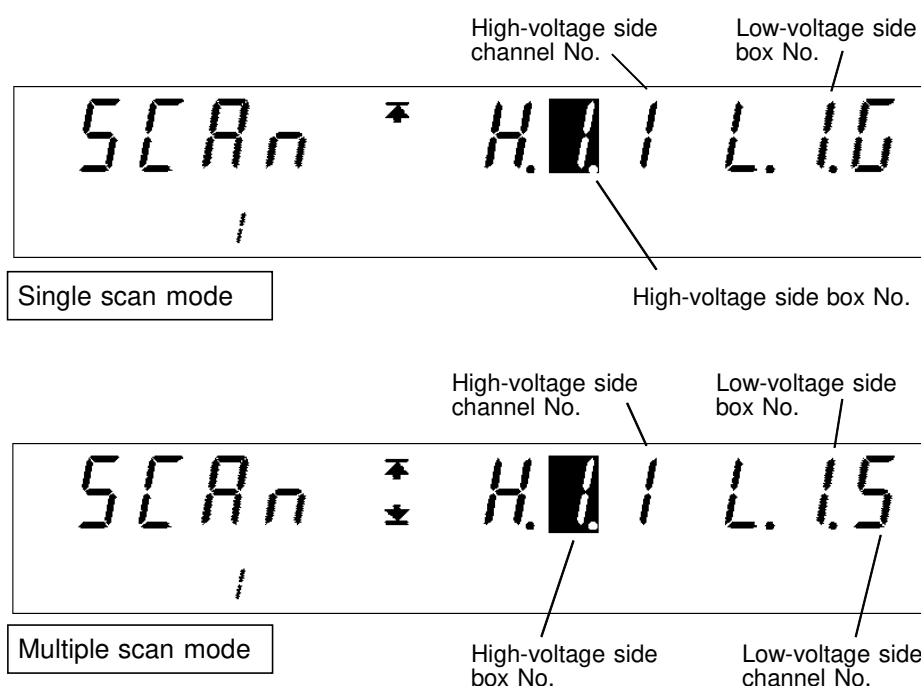 High-voltage side
channel No.
Low-voltage side
box No.
SCAn H.1.1 L.1.G
1
Single scan mode
High-voltage side box No.
High-voltage side
channel No.
Low-voltage side
box No.
SCAn H.1.1 L.1.5
1
Multiple scan mode
High-voltage side
box No.
Low-voltage side
channel No.